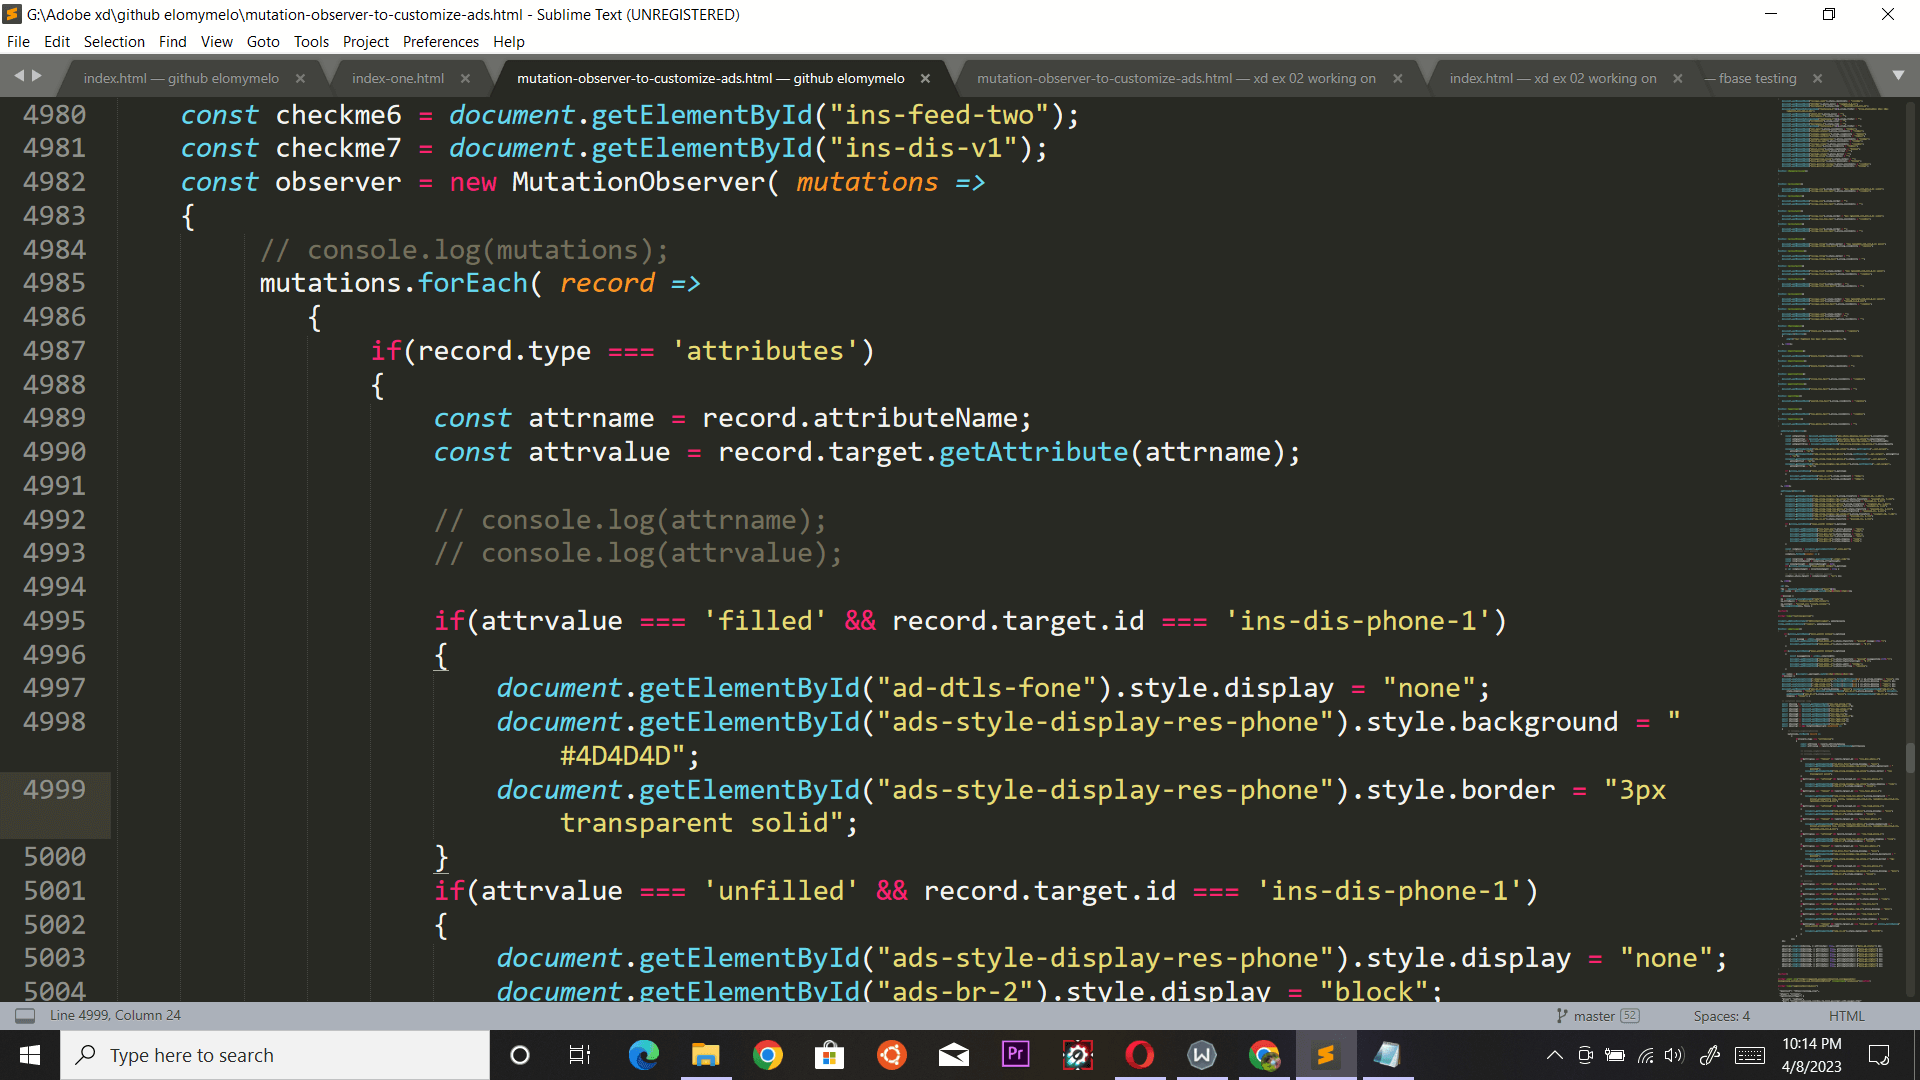 G:\Adobe xd\github elomymelo\mutation-observer-to-customize-ads.html - Sublime Text (UNREGISTERED)
File Edit Selection Find View Goto Tools Project Preferences Help
index.html — github elomymelo
index-one.html
mutation-observer-to-customize-ads.html — github elomymelo
mutation-observer-to-customize-ads.html — xd ex 02 working on
index.html — xd ex 02 working on
— fbase testing
4980 const checkme6 = document.getElementById("ins-feed-two");
4981 const checkme7 = document.getElementById("ins-dis-v1");
4982 const observer = new MutationObserver( mutations =>
4983 {
4984 // console.log(mutations);
4985 mutations.forEach( record =>
4986 {
4987 if(record.type === 'attributes')
4988 {
4989 const attrname = record.attributeName;
4990 const attrvalue = record.target.getAttribute(attrname);
4991
4992 // console.log(attrname);
4993 // console.log(attrvalue);
4994
4995 if(attrvalue === 'filled' && record.target.id === 'ins-dis-phone-1')
4996 {
4997 document.getElementById("ad-dtls-fone").style.display = "none";
4998 document.getElementById("ads-style-display-res-phone").style.background = "
#4D4D4D";
4999 document.getElementById("ads-style-display-res-phone").style.border = "3px
transparent solid";
5000 }
5001 if(attrvalue === 'unfilled' && record.target.id === 'ins-dis-phone-1')
5002 {
5003 document.getElementById("ads-style-display-res-phone").style.display = "none";
5004 document.getElementById("ads-br-2").style.display = "block";
Line 4999, Column 24
master 52
Spaces: 4
HTML
Type here to search
Pr
W
10:14 PM
4/8/2023